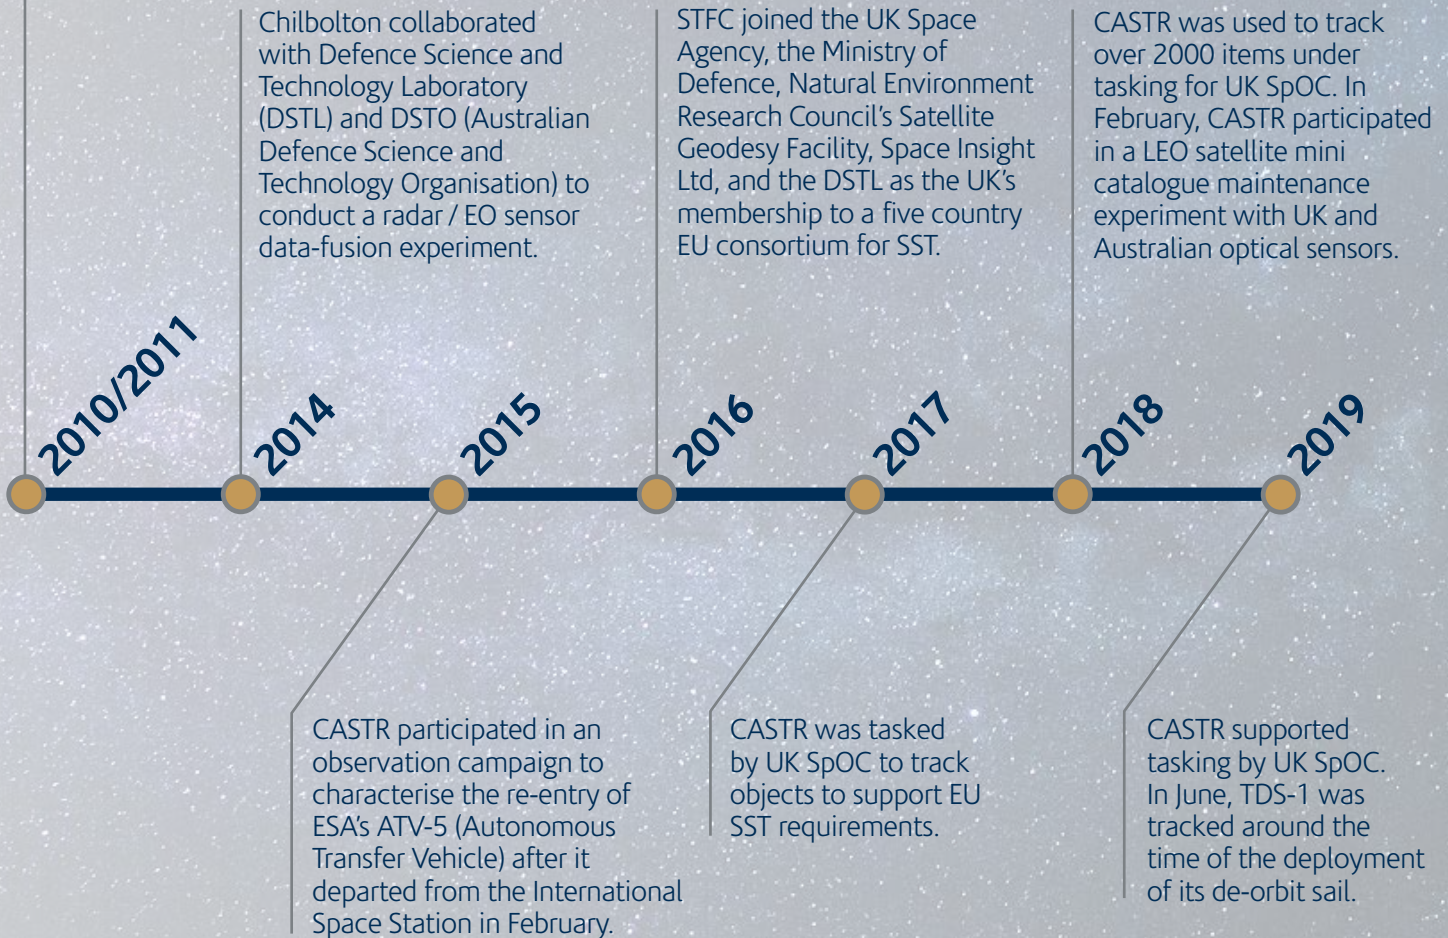 Chilbolton collaborated
with Defence Science and
Technology Laboratory
(DSTL) and DSTO (Australian
Defence Science and
Technology Organisation) to
conduct a radar / EO sensor
data-fusion experiment.
STFC joined the UK Space
Agency, the Ministry of
Defence, Natural Environment
Research Council’s Satellite
Geodesy Facility, Space Insight
Ltd, and the DSTL as the UK’s
membership to a five country
EU consortium for SST.
CASTR was used to track
over 2000 items under
tasking for UK SpOC. In
February, CASTR participated
in a LEO satellite mini
catalogue maintenance
experiment with UK and
Australian optical sensors.
2010/2011
2014
2015
2016
2017
2018
2019
CASTR participated in an
observation campaign to
characterise the re-entry of
ESA’s ATV-5 (Autonomous
Transfer Vehicle) after it
departed from the International
Space Station in February.
CASTR was tasked
by UK SpOC to track
objects to support EU
SST requirements.
CASTR supported
tasking by UK SpOC.
In June, TDS-1 was
tracked around the
time of the deployment
of its de-orbit sail.